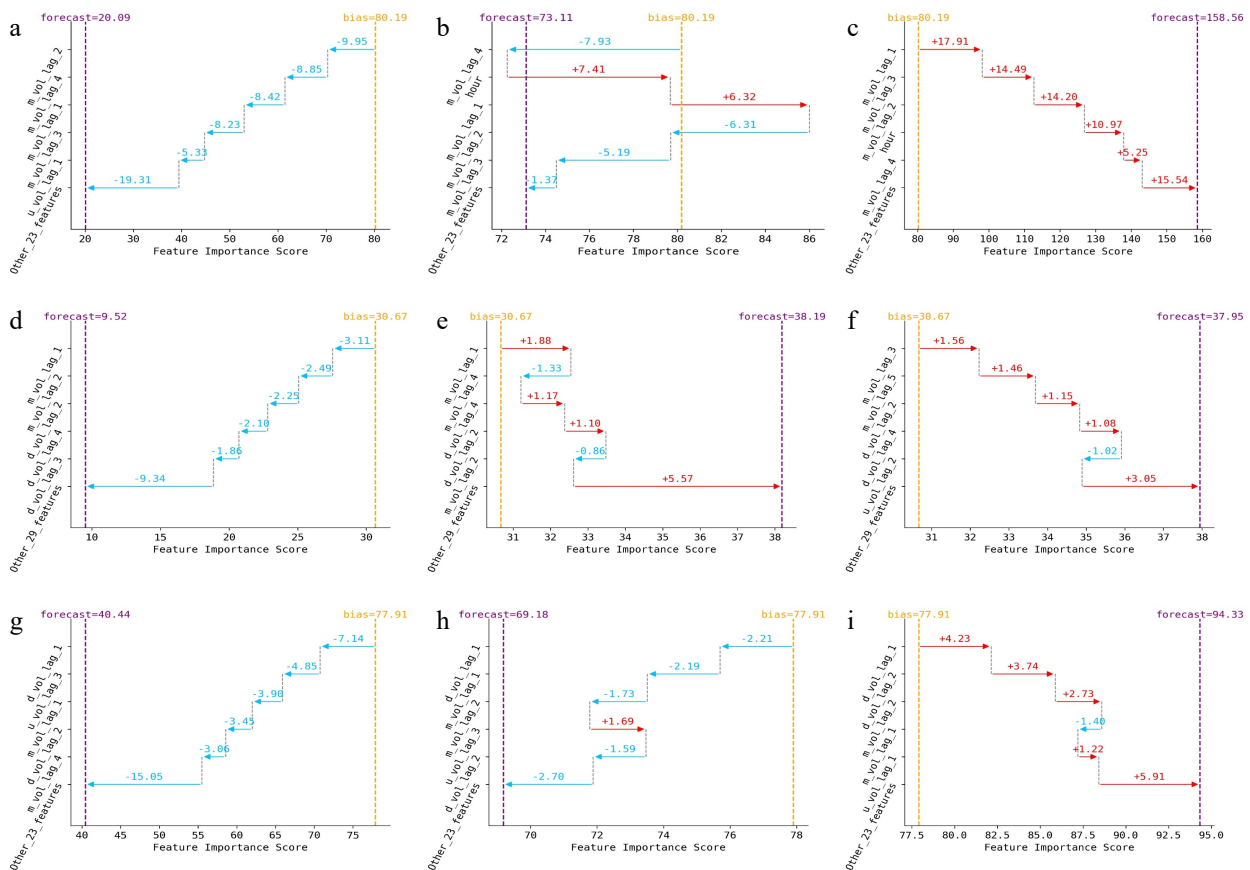 a
forecast=20.09
bias=80.19
-9.95
-8.85
-8.42
-8.23
-5.33
-19.31
m_vol_lag_2
m_vol_lag_4
m_vol_lag_1
m_vol_lag_3
u_vol_lag_1
Other_23_features
20 30 40 50 60 70 80
Feature Importance Score
b
forecast=73.11
bias=80.19
-7.93
+7.41
+6.32
-6.31
-5.19
-1.37
m_vol_lag_4
hour
m_vol_lag_1
m_vol_lag_2
m_vol_lag_3
Other_23_features
72 74 76 78 80 82 84 86
Feature Importance Score
c
bias=80.19
forecast=158.56
+17.91
+14.49
+14.20
+10.97
+5.25
+15.54
m_vol_lag_1
m_vol_lag_3
m_vol_lag_2
hour
m_vol_lag_4
Other_23_features
80 90 100 110 120 130 140 150 160
Feature Importance Score
d
forecast=9.52
bias=30.67
-3.11
-2.49
-2.25
-2.10
-1.86
-9.34
m_vol_lag_1
m_vol_lag_2
d_vol_lag_2
d_vol_lag_4
d_vol_lag_3
Other_29_features
10 15 20 25 30
Feature Importance Score
e
bias=30.67
forecast=38.19
+1.88
-1.33
+1.17
+1.10
-0.86
+5.57
m_vol_lag_1
m_vol_lag_4
d_vol_lag_4
d_vol_lag_2
m_vol_lag_2
Other_29_features
31 32 33 34 35 36 37 38
Feature Importance Score
f
bias=30.67
forecast=37.95
+1.56
+1.46
+1.15
+1.08
-1.02
+3.05
m_vol_lag_3
m_vol_lag_5
d_vol_lag_2
d_vol_lag_4
u_vol_lag_2
Other_29_features
31 32 33 34 35 36 37 38
Feature Importance Score
g
forecast=40.44
bias=77.91
-7.14
-4.85
-3.90
-3.45
-3.06
-15.05
d_vol_lag_1
u_vol_lag_3
m_vol_lag_1
d_vol_lag_2
m_vol_lag_4
Other_23_features
40 45 50 55 60 65 70 75
Feature Importance Score
h
forecast=69.18
bias=77.91
-2.21
-2.19
-1.73
+1.69
-1.59
-2.70
d_vol_lag_1
m_vol_lag_1
m_vol_lag_2
u_vol_lag_3
d_vol_lag_2
Other_23_features
70 72 74 76 78
Feature Importance Score
i
bias=77.91
forecast=94.33
+4.23
+3.74
+2.73
-1.40
+1.22
+5.91
d_vol_lag_1
d_vol_lag_2
m_vol_lag_2
m_vol_lag_1
u_vol_lag_1
Other_23_features
77.5 80.0 82.5 85.0 87.5 90.0 92.5 95.0
Feature Importance Score